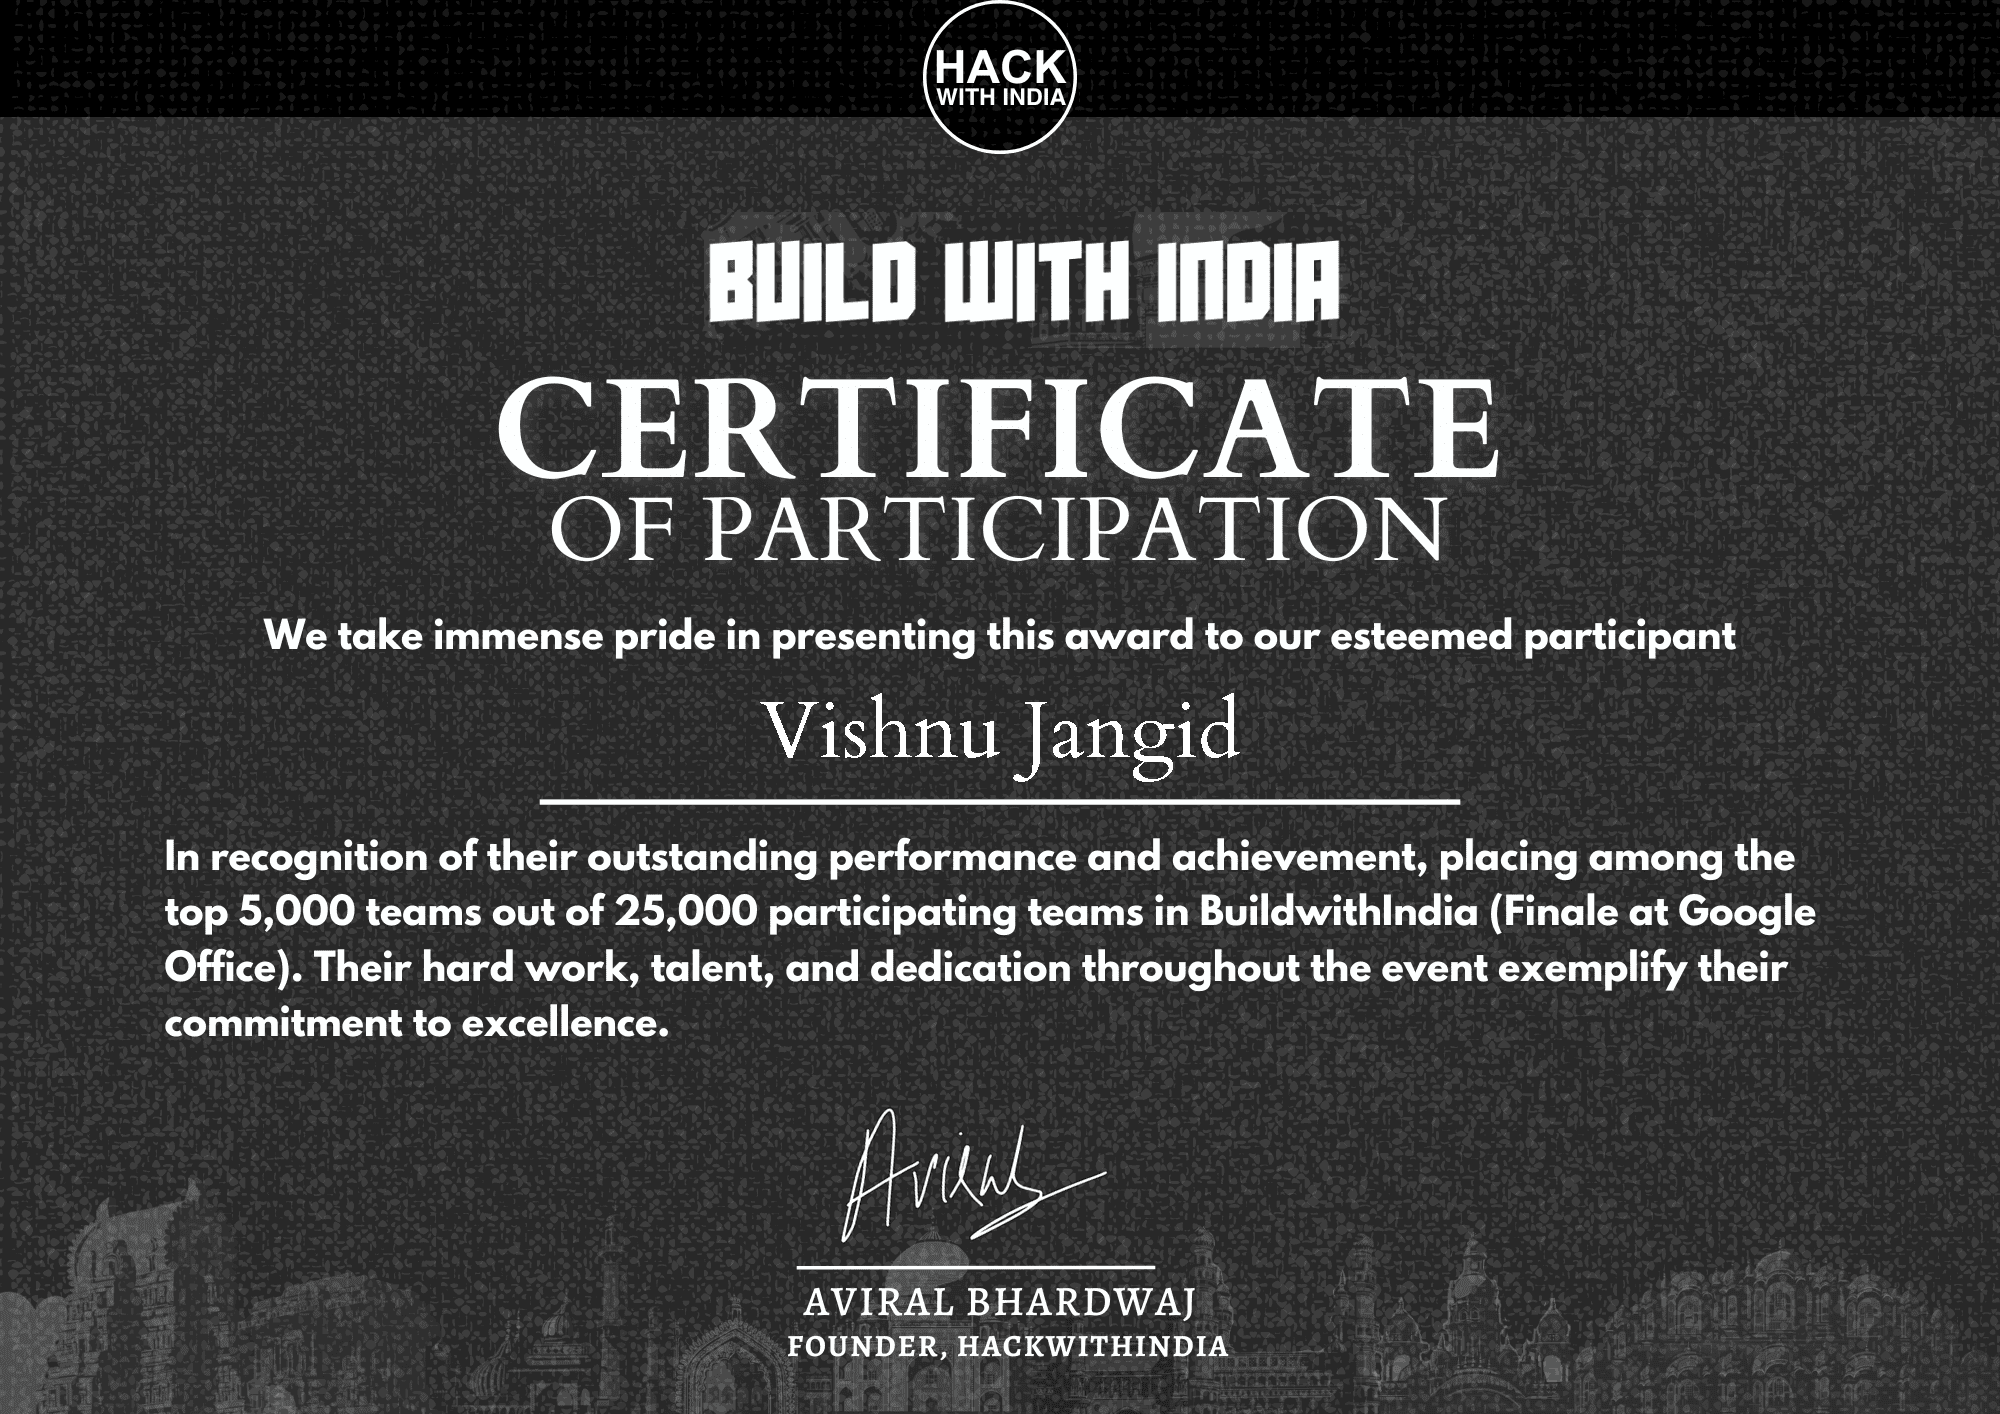 HACK
WITH INDIA
BUILD WITH INDIA
CERTIFICATE
OF PARTICIPATION
We take immense pride in presenting this award to our esteemed participant
Vishnu Jangid
In recognition of their outstanding performance and achievement, placing among the
top 5,000 teams out of 25,000 participating teams in BuildwithIndia (Finale at Google
Office). Their hard work, talent, and dedication throughout the event exemplify their
commitment to excellence.
Aviral
AVIRAL BHARDWAJ
FOUNDER, HACKWITHINDIA